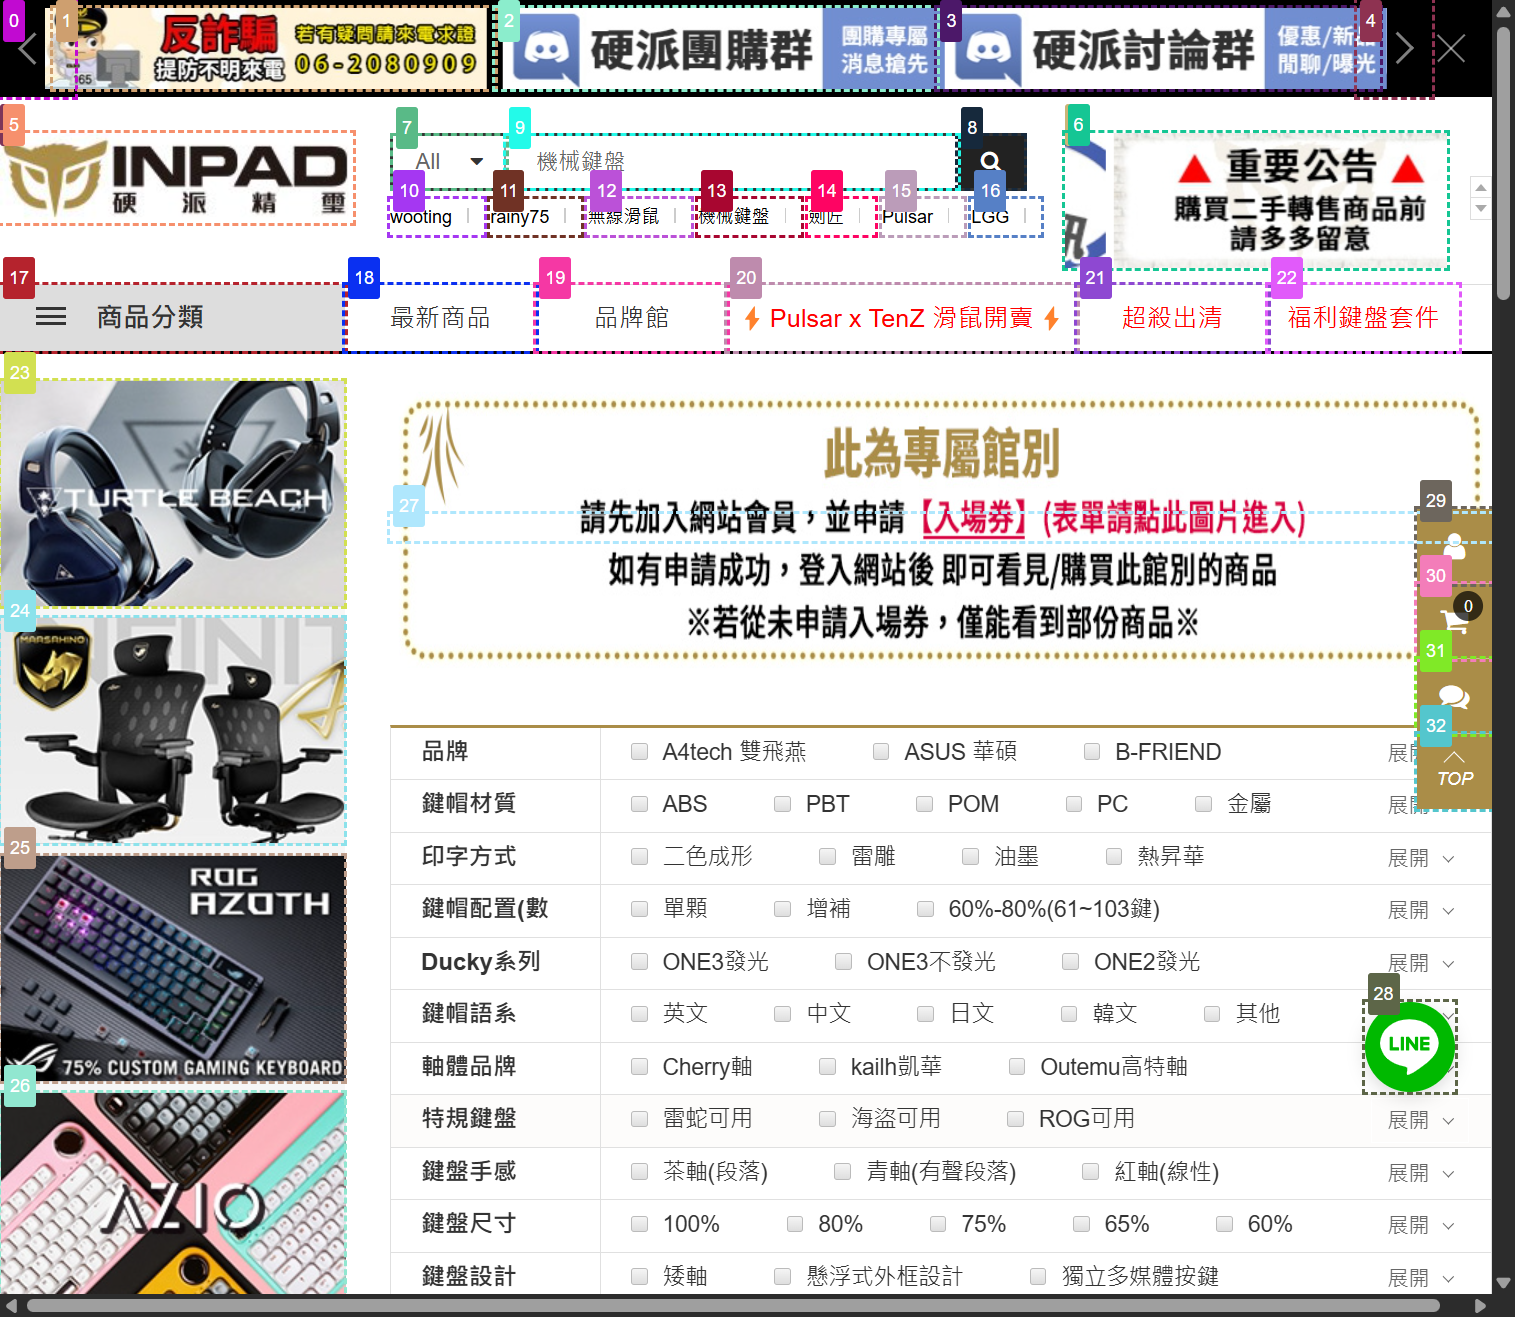 0
1
2
3
4
65
反詐騙
提防不明來電
若有疑問請來電求證
06-2080909
硬派團購群
團購專屬
消息搶先
硬派討論群
優惠/新品
閒聊/曝光
5
6
7
8
9
INPAD
硬派精璽
All
機械鍵盤
重要公告
購買二手轉售商品前
請多多留意
10
11
12
13
14
15
16
wooting
rainy75
無線滑鼠
機械鍵盤
劍匠
Pulsar
LGG
17
18
19
20
21
22
商品分類
最新商品
品牌館
Pulsar x TenZ 滑鼠開賣
超殺出清
福利鍵盤套件
23
TURTLE BEACH
此為專屬館別
27
請先加入網站會員，並申請【入場券】(表單請點此圖片進入)
如有申請成功，登入網站後 即可看見/購買此館別的商品
※若從未申請入場券，僅能看到部份商品※
29
30
0
31
32
TOP
24
MARSRHINO
25
ROG
AZOTH
75% CUSTOM GAMING KEYBOARD
26
AZIO
品牌
A4tech 雙飛燕
ASUS 華碩
B-FRIEND
展開
鍵帽材質
ABS
PBT
POM
PC
金屬
展開
印字方式
二色成形
雷雕
油墨
熱昇華
展開
鍵帽配置(數
單顆
增補
60%-80%(61~103鍵)
展開
Ducky系列
ONE3發光
ONE3不發光
ONE2發光
展開
鍵帽語系
英文
中文
日文
韓文
其他
28
LINE
軸體品牌
Cherry軸
kailh凱華
Outemu高特軸
特規鍵盤
雷蛇可用
海盜可用
ROG可用
展開
鍵盤手感
茶軸(段落)
青軸(有聲段落)
紅軸(線性)
展開
鍵盤尺寸
100%
80%
75%
65%
60%
展開
鍵盤設計
矮軸
懸浮式外框設計
獨立多媒體按鍵
展開